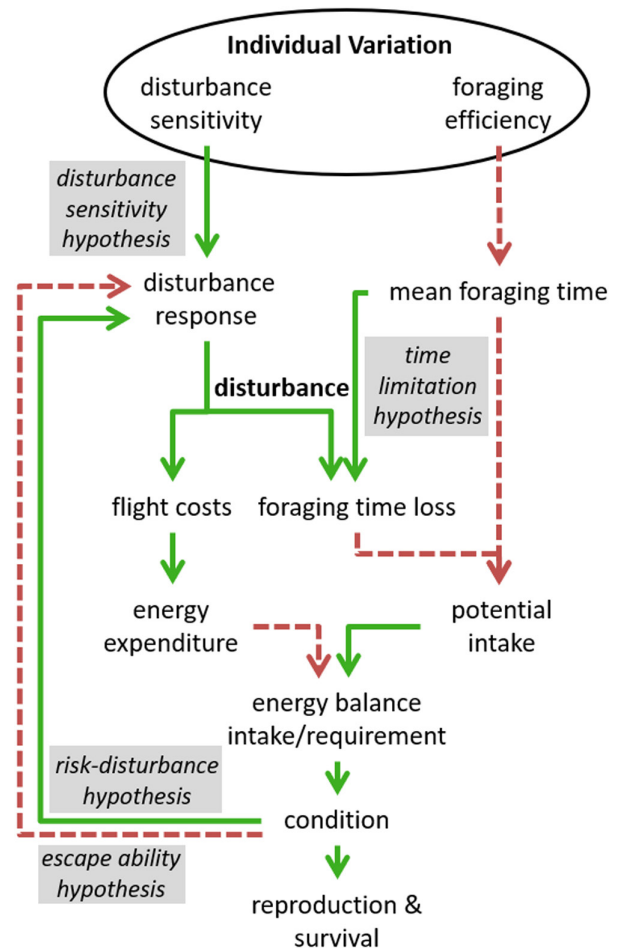 Individual Variation
disturbance
sensitivity
foraging
efficiency
disturbance
sensitivity
hypothesis
disturbance
response
mean foraging time
time
limitation
hypothesis
disturbance
flight costs
foraging time loss
energy
expenditure
potential
intake
energy balance
intake/requirement
risk-disturbance
hypothesis
condition
escape ability
hypothesis
reproduction &
survival